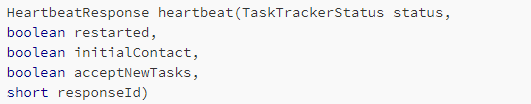 HeartbeatResponse heartbeat(TaskTrackerStatus status,
boolean restarted,
boolean initialContact,
boolean acceptNewTasks,
short responseId)